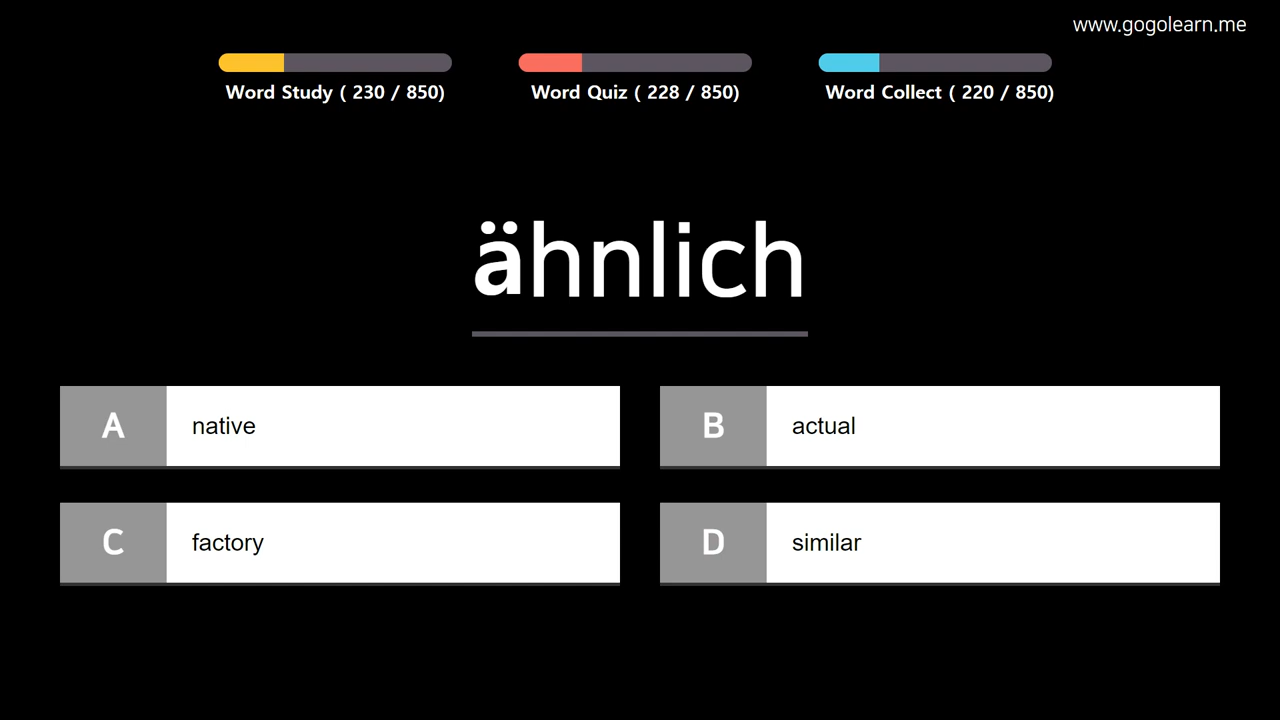 www.gogolearn.me
Word Study ( 230 / 850)
Word Quiz ( 228 / 850)
Word Collect ( 220 / 850)
ähnlich
A native
B actual
C factory
D similar